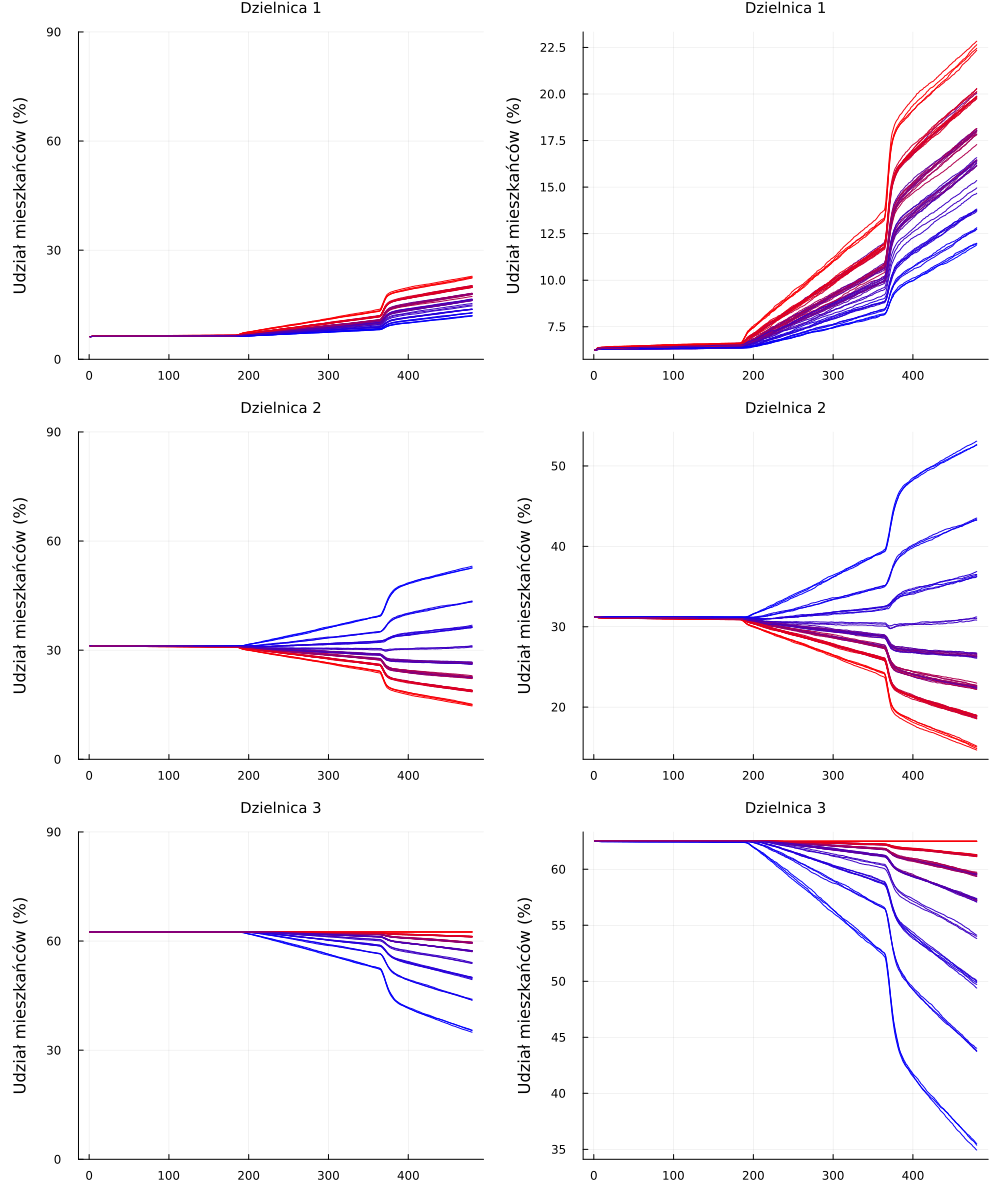 Dzielnica 1
Udział mieszkańców (%)
90
60
30
0
0 100 200 300 400
Dzielnica 1
Udział mieszkańców (%)
22.5
20.0
17.5
15.0
12.5
10.0
7.5
0 100 200 300 400
Dzielnica 2
Udział mieszkańców (%)
90
60
30
0
0 100 200 300 400
Dzielnica 2
Udział mieszkańców (%)
50
40
30
20
0 100 200 300 400
Dzielnica 3
Udział mieszkańców (%)
90
60
30
0
0 100 200 300 400
Dzielnica 3
Udział mieszkańców (%)
60
55
50
45
40
35
0 100 200 300 400